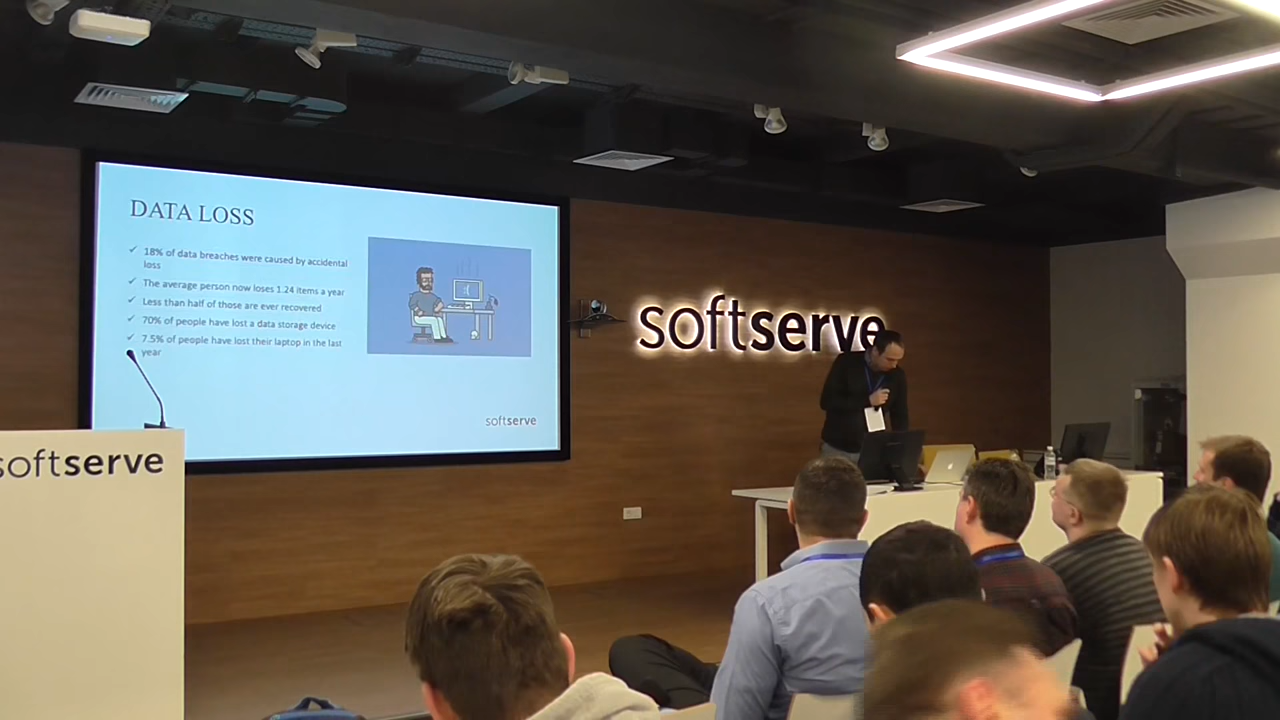 DATA LOSS
✓ 18% of data breaches were caused by accidental
loss
✓ The average person now loses 1.24 items a year
✓ Less than half of those are ever recovered
✓ 70% of people have lost a data storage device
✓ 7.5% of people have lost their laptop in the last
year
:(
softserve
softserve
softserve